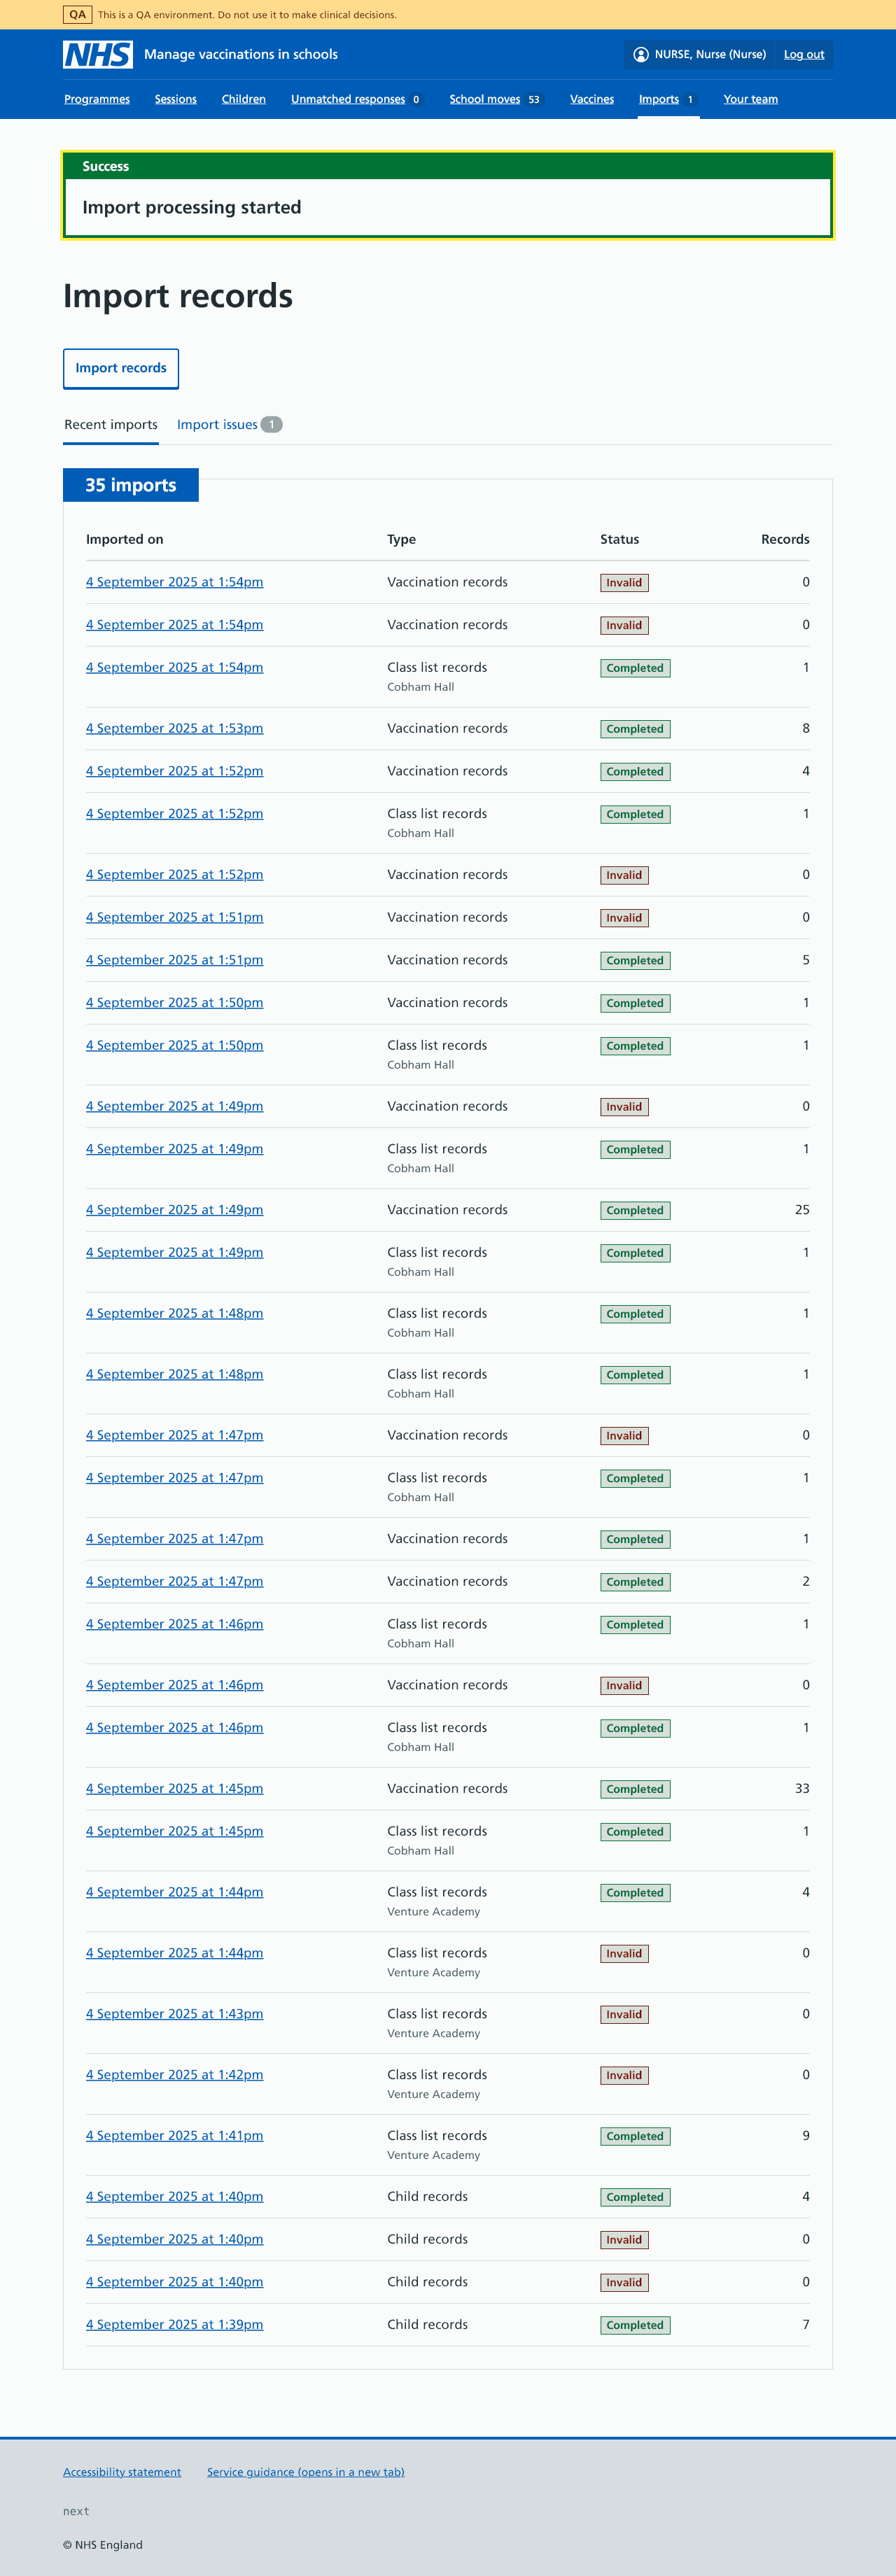 QA This is a QA environment. Do not use it to make clinical decisions.
NHS Manage vaccinations in schools NURSE, Nurse (Nurse) Log out
Programmes Sessions Children Unmatched responses 0 School moves 53 Vaccines Imports 1 Your team
Success
Import processing started
Import records
Import records
Recent imports Import issues 1
35 imports
Imported on Type Status Records
4 September 2025 at 1:54pm Vaccination records Invalid 0
4 September 2025 at 1:54pm Vaccination records Invalid 0
4 September 2025 at 1:54pm Class list records Completed 1
Cobham Hall
4 September 2025 at 1:53pm Vaccination records Completed 8
4 September 2025 at 1:52pm Vaccination records Completed 4
4 September 2025 at 1:52pm Class list records Completed 1
Cobham Hall
4 September 2025 at 1:52pm Vaccination records Invalid 0
4 September 2025 at 1:51pm Vaccination records Invalid 0
4 September 2025 at 1:51pm Vaccination records Completed 5
4 September 2025 at 1:50pm Vaccination records Completed 1
4 September 2025 at 1:50pm Class list records Completed 1
Cobham Hall
4 September 2025 at 1:49pm Vaccination records Invalid 0
4 September 2025 at 1:49pm Class list records Completed 1
Cobham Hall
4 September 2025 at 1:49pm Vaccination records Completed 25
4 September 2025 at 1:49pm Class list records Completed 1
Cobham Hall
4 September 2025 at 1:48pm Class list records Completed 1
Cobham Hall
4 September 2025 at 1:48pm Class list records Completed 1
Cobham Hall
4 September 2025 at 1:47pm Vaccination records Invalid 0
4 September 2025 at 1:47pm Class list records Completed 1
Cobham Hall
4 September 2025 at 1:47pm Vaccination records Completed 1
4 September 2025 at 1:47pm Vaccination records Completed 2
4 September 2025 at 1:46pm Class list records Completed 1
Cobham Hall
4 September 2025 at 1:46pm Vaccination records Invalid 0
4 September 2025 at 1:46pm Class list records Completed 1
Cobham Hall
4 September 2025 at 1:45pm Vaccination records Completed 33
4 September 2025 at 1:45pm Class list records Completed 1
Cobham Hall
4 September 2025 at 1:44pm Class list records Completed 4
Venture Academy
4 September 2025 at 1:44pm Class list records Invalid 0
Venture Academy
4 September 2025 at 1:43pm Class list records Invalid 0
Venture Academy
4 September 2025 at 1:42pm Class list records Invalid 0
Venture Academy
4 September 2025 at 1:41pm Class list records Completed 9
Venture Academy
4 September 2025 at 1:40pm Child records Completed 4
4 September 2025 at 1:40pm Child records Invalid 0
4 September 2025 at 1:40pm Child records Invalid 0
4 September 2025 at 1:39pm Child records Completed 7
Accessibility statement Service guidance (opens in a new tab)
next
© NHS England